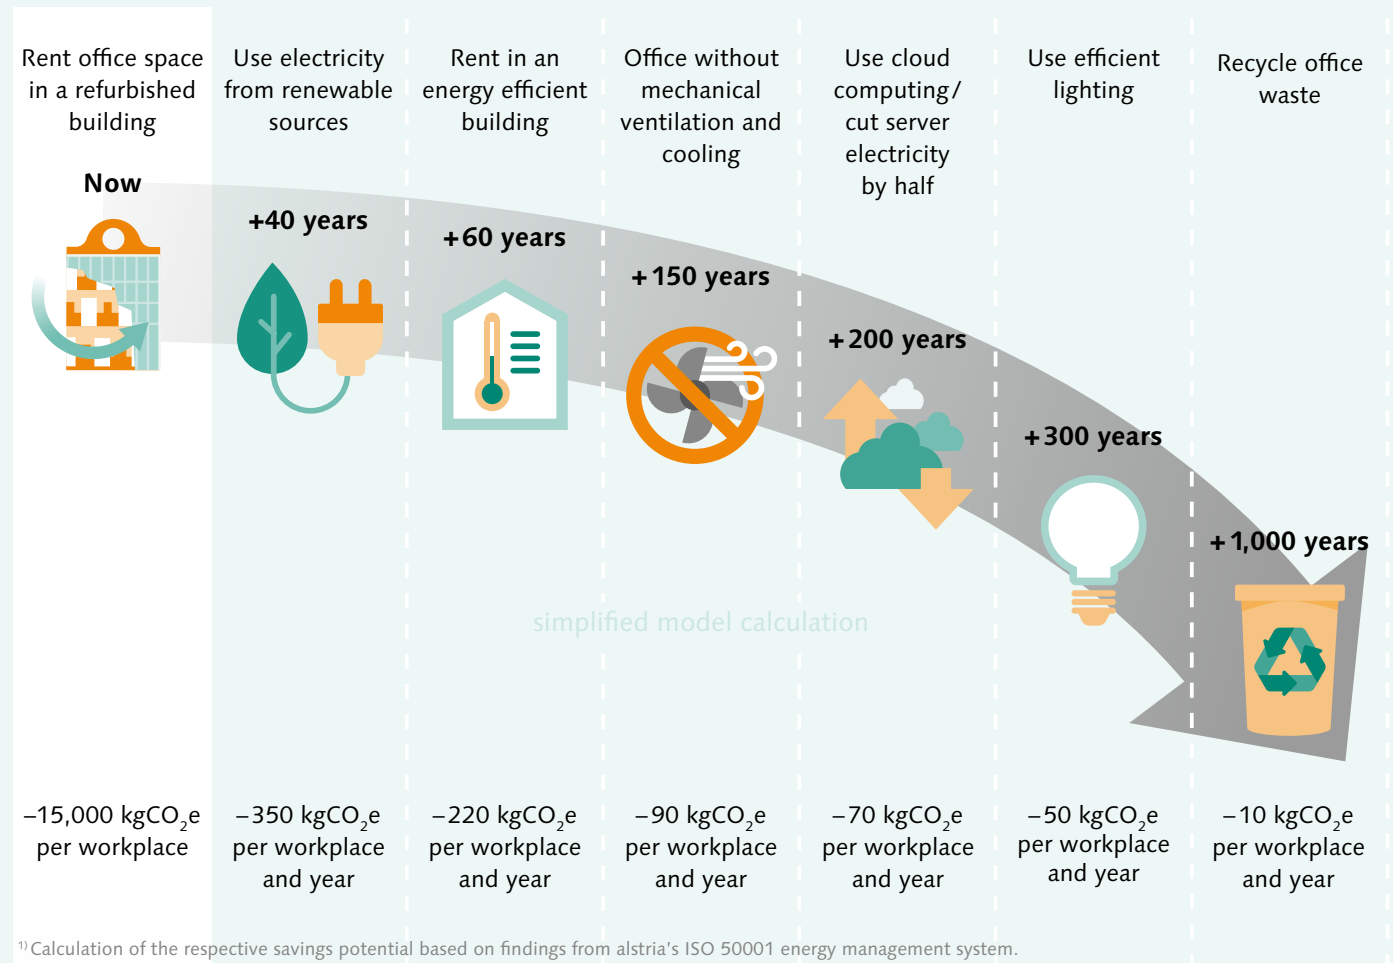 Rent office space
in a refurbished
building
Now
–15,000 kgCO₂e
per workplace
Use electricity
from renewable
sources
+40 years
–350 kgCO₂e
per workplace
and year
Rent in an
energy efficient
building
+60 years
–220 kgCO₂e
per workplace
and year
Office without
mechanical
ventilation and
cooling
+150 years
–90 kgCO₂e
per workplace
and year
Use cloud
computing/
cut server
electricity
by half
+200 years
–70 kgCO₂e
per workplace
and year
Use efficient
lighting
+300 years
–50 kgCO₂e
per workplace
and year
Recycle office
waste
+1,000 years
–10 kgCO₂e
per workplace
and year
simplified model calculation
¹⁾ Calculation of the respective savings potential based on findings from alstria's ISO 50001 energy management system.